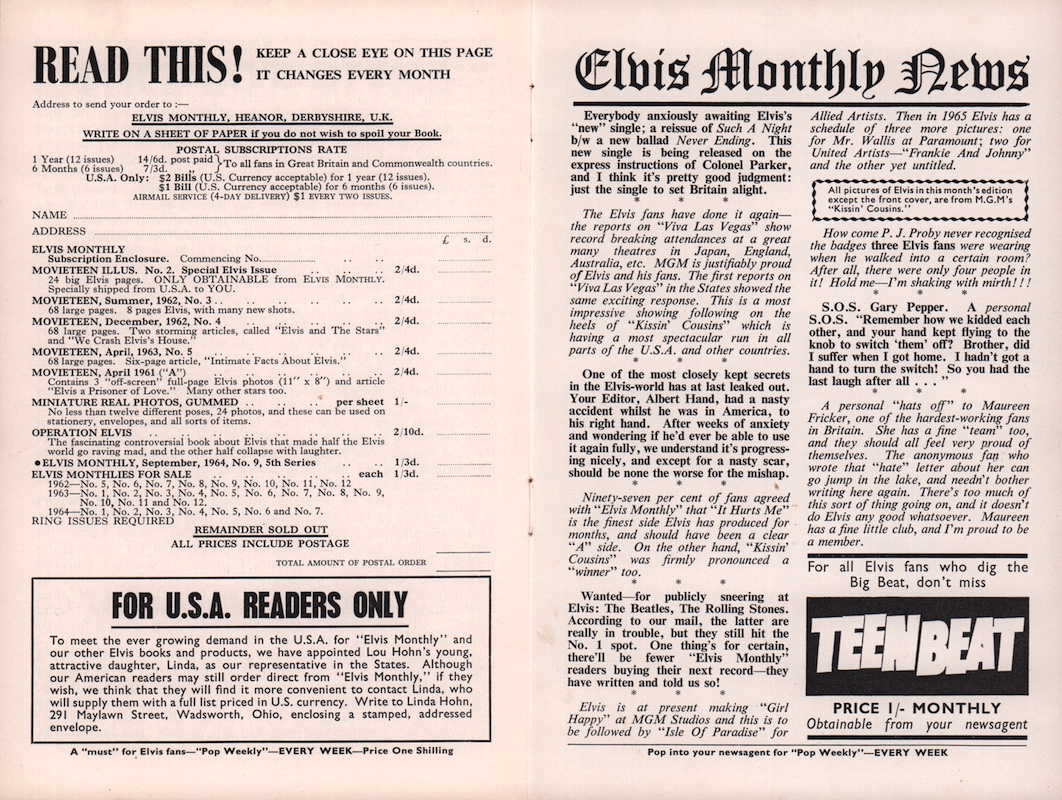 READ THIS! KEEP A CLOSE EYE ON THIS PAGE
IT CHANGES EVERY MONTH
Address to send your order to :—
ELVIS MONTHLY, HEANOR, DERBYSHIRE, U.K.
WRITE ON A SHEET OF PAPER if you do not wish to spoil your Book.
POSTAL SUBSCRIPTIONS RATE
1 Year (12 issues) 14/6d. post paid } To all fans in Great Britain and Commonwealth countries.
6 Months (6 issues) 7/3d. ,,
U.S.A. Only: $2 Bills (U.S. Currency acceptable) for 1 year (12 issues).
$1 Bill (U.S. Currency acceptable) for 6 months (6 issues).
AIRMAIL SERVICE (4-DAY DELIVERY) $1 EVERY TWO ISSUES.
NAME
ADDRESS
£ s. d.
ELVIS MONTHLY
Subscription Enclosure. Commencing No. .. ..
MOVIETEEN ILLUS. No. 2. Special Elvis Issue .. .. .. 2/4d.
24 big Elvis pages. ONLY OBTAINABLE from ELVIS MONTHLY.
Specially shipped from U.S.A. to YOU.
MOVIETEEN, Summer, 1962, No. 3 .. .. .. .. .. 2/4d.
68 large pages. 8 pages Elvis, with many new shots.
MOVIETEEN, December, 1962, No. 4 .. .. .. .. 2/4d.
68 large pages. Two storming articles, called "Elvis and The Stars"
and "We Crash Elvis's House."
MOVIETEEN, April, 1963, No. 5 .. .. .. .. .. 2/4d.
68 large pages. Six-page article, "Intimate Facts About Elvis."
MOVIETEEN, April 1961 ("A") .. .. .. .. .. 2/4d.
Contains 3 "off-screen" full-page Elvis photos (11" x 8") and article
"Elvis a Prisoner of Love." Many other stars too.
MINIATURE REAL PHOTOS, GUMMED .. .. per sheet 1/-
No less than twelve different poses, 24 photos, and these can be used on
stationery, envelopes, and all sorts of items.
OPERATION ELVIS .. .. .. .. .. .. 2/10d.
The fascinating controversial book about Elvis that made half the Elvis
world go raving mad, and the other half collapse with laughter.
●ELVIS MONTHLY, September, 1964, No. 9, 5th Series .. .. 1/3d.
ELVIS MONTHLIES FOR SALE .. .. .. .. each 1/3d.
1962—No. 5, No. 6, No. 7, No. 8, No. 9, No. 10, No. 11, No. 12
1963—No. 1, No. 2, No. 3, No. 4, No. 5, No. 6, No. 7, No. 8, No. 9,
No. 10, No. 11 and No. 12.
1964—No. 1, No. 2, No. 3, No. 4, No. 5, No. 6 and No. 7.
RING ISSUES REQUIRED
REMAINDER SOLD OUT
ALL PRICES INCLUDE POSTAGE
TOTAL AMOUNT OF POSTAL ORDER
FOR U.S.A. READERS ONLY
To meet the ever growing demand in the U.S.A. for "Elvis Monthly" and
our other Elvis books and products, we have appointed Lou Hohn's young,
attractive daughter, Linda, as our representative in the States. Although
our American readers may still order direct from "Elvis Monthly," if they
wish, we think that they will find it more convenient to contact Linda, who
will supply them with a full list priced in U.S. currency. Write to Linda Hohn,
291 Maylawn Street, Wadsworth, Ohio, enclosing a stamped, addressed
envelope.
A "must" for Elvis fans—"Pop Weekly"—EVERY WEEK—Price One Shilling
Elvis Monthly News
Everybody anxiously awaiting Elvis's
"new" single; a reissue of Such A Night
b/w a new ballad Never Ending. This
new single is being released on the
express instructions of Colonel Parker,
and I think it's pretty good judgment:
just the single to set Britain alight.
* * *
The Elvis fans have done it again—
the reports on "Viva Las Vegas" show
record breaking attendances at a great
many theatres in Japan, England,
Australia, etc. MGM is justifiably proud
of Elvis and his fans. The first reports on
"Viva Las Vegas" in the States showed the
same exciting response. This is a most
impressive showing following on the
heels of "Kissin' Cousins" which is
having a most spectacular run in all
parts of the U.S.A. and other countries.
* * *
One of the most closely kept secrets
in the Elvis-world has at last leaked out.
Your Editor, Albert Hand, had a nasty
accident whilst he was in America, to
his right hand. After weeks of anxiety
and wondering if he'd ever be able to use
it again fully, we understand it's progress-
ing nicely, and except for a nasty scar,
should be none the worse for the mishap.
* * *
Ninety-seven per cent of fans agreed
with "Elvis Monthly" that "It Hurts Me"
is the finest side Elvis has produced for
months, and should have been a clear
"A" side. On the other hand, "Kissin'
Cousins" was firmly pronounced a
"winner" too.
* * *
Wanted—for publicly sneering at
Elvis: The Beatles, The Rolling Stones.
According to our mail, the latter are
really in trouble, but they still hit the
No. 1 spot. One thing's for certain,
there'll be fewer "Elvis Monthly"
readers buying their next record—they
have written and told us so!
* * *
Elvis is at present making "Girl
Happy" at MGM Studios and this is to
be followed by "Isle Of Paradise" for
Allied Artists. Then in 1965 Elvis has a
schedule of three more pictures: one
for Mr. Wallis at Paramount; two for
United Artists—"Frankie And Johnny"
and the other yet untitled.
All pictures of Elvis in this month's edition
except the front cover, are from M.G.M's
"Kissin' Cousins."
How come P. J. Proby never recognised
the badges three Elvis fans were wearing
when he walked into a certain room?
After all, there were only four people in
it! Hold me—I'm shaking with mirth! ! !
* * *
S.O.S. Gary Pepper. A personal
S.O.S. "Remember how we kidded each
other, and your hand kept flying to the
knob to switch 'them' off? Brother, did
I suffer when I got home. I hadn't got a
hand to turn the switch! So you had the
last laugh after all . . . "
* * *
A personal "hats off" to Maureen
Fricker, one of the hardest-working fans
in Britain. She has a fine "team" too,
and they should all feel very proud of
themselves. The anonymous fan who
wrote that "hate" letter about her can
go jump in the lake, and needn't bother
writing here again. There's too much of
this sort of thing going on, and it doesn't
do Elvis any good whatsoever. Maureen
has a fine little club, and I'm proud to be
a member.
For all Elvis fans who dig the
Big Beat, don't miss
TEENBEAT
PRICE 1/- MONTHLY
Obtainable from your newsagent
Pop into your newsagent for "Pop Weekly"—EVERY WEEK